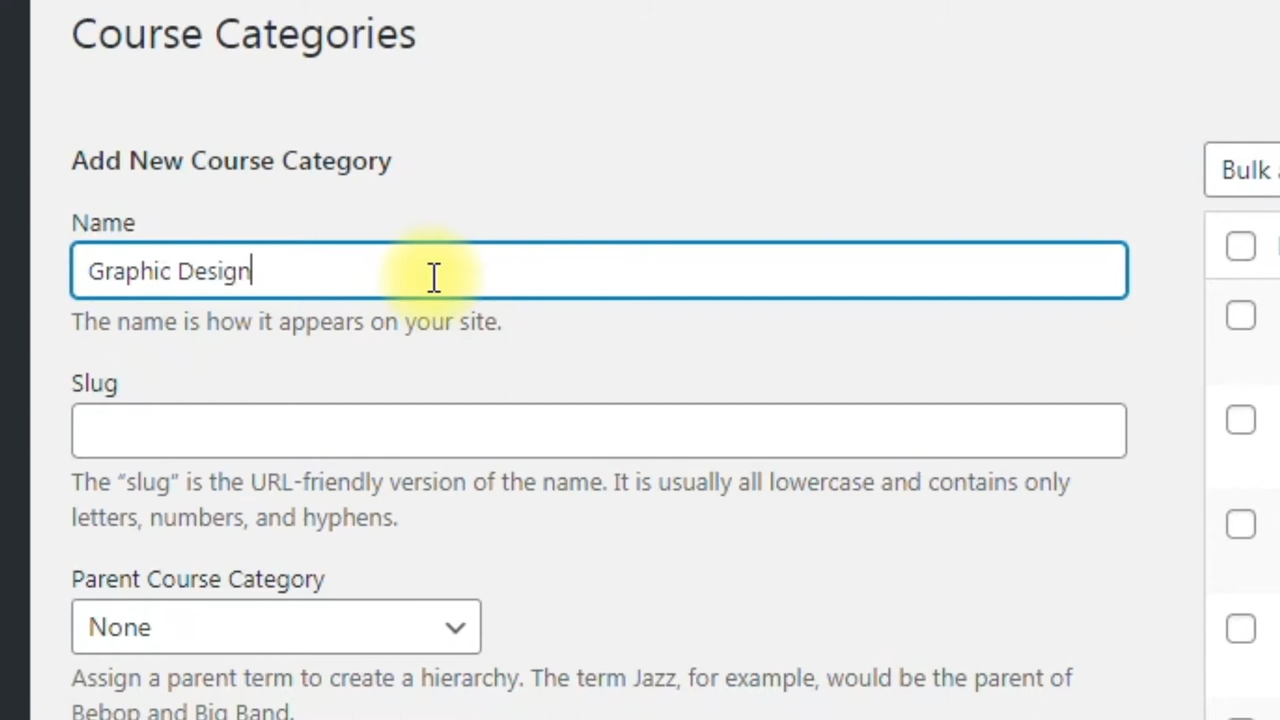 Course Categories
Add New Course Category
Bulk
Name
Graphic Design
The name is how it appears on your site.
Slug
The “slug” is the URL-friendly version of the name. It is usually all lowercase and contains only
letters, numbers, and hyphens.
Parent Course Category
None
Assign a parent term to create a hierarchy. The term Jazz, for example, would be the parent of
Bebop and Big Band.